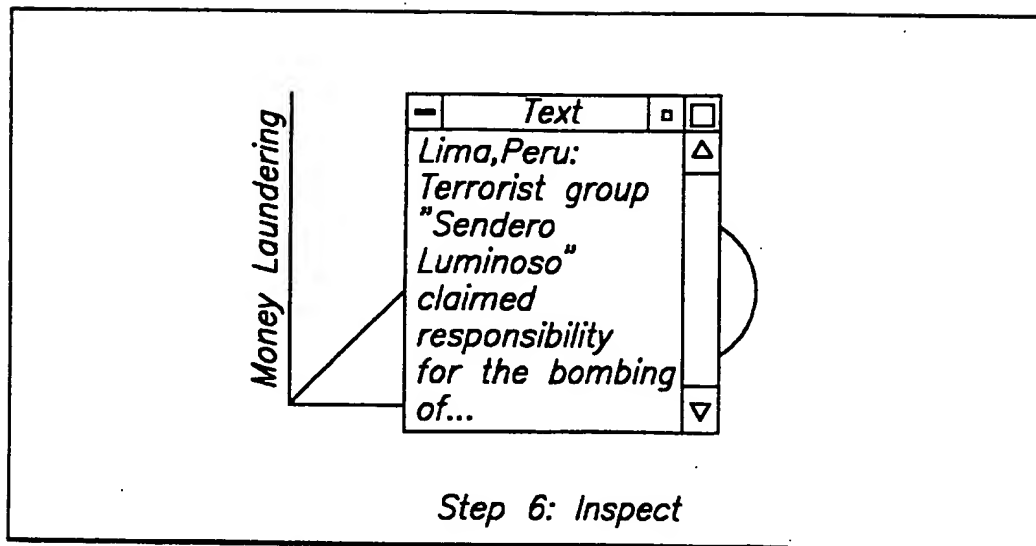 Money Laundering
Text
Lima,Peru:
Terrorist group
"Sendero
Luminoso"
claimed
responsibility
for the bombing
of...
Step 6: Inspect